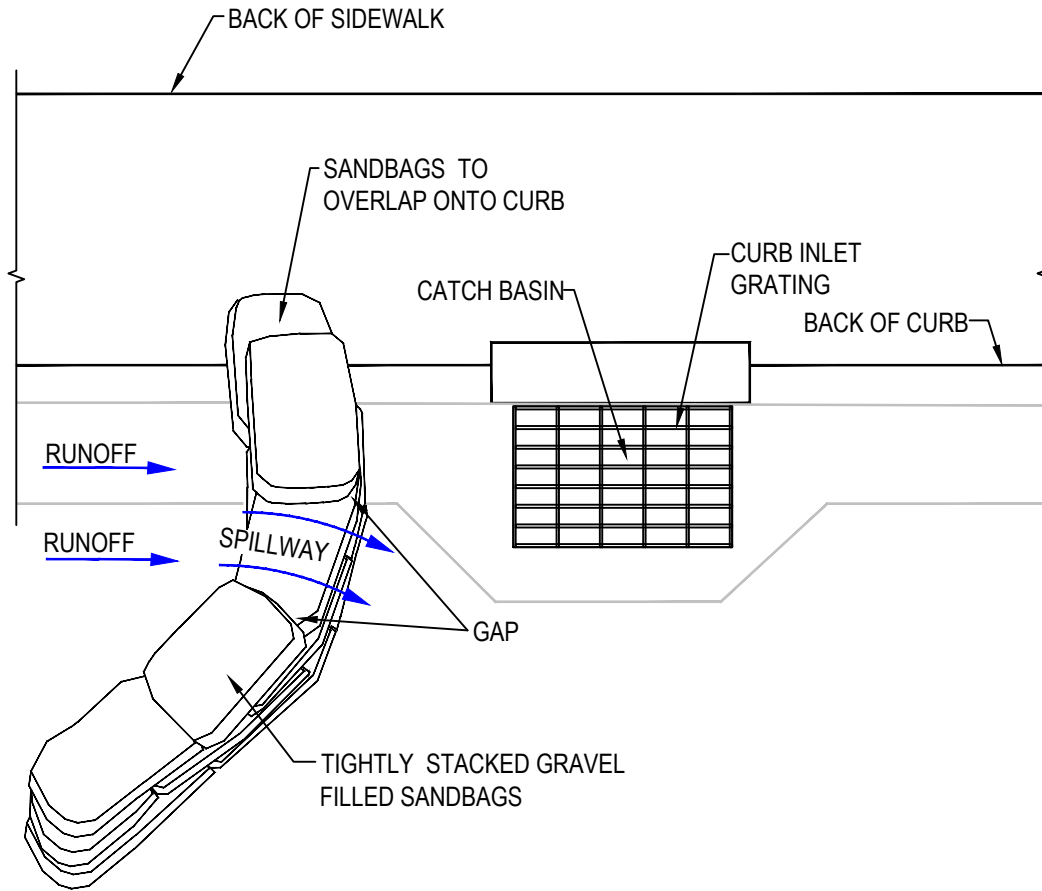 BACK OF SIDEWALK
SANDBAGS TO
OVERLAP ONTO CURB
CURB INLET
GRATING
CATCH BASIN
BACK OF CURB
RUNOFF
RUNOFF
SPILLWAY
GAP
TIGHTLY STACKED GRAVEL
FILLED SANDBAGS